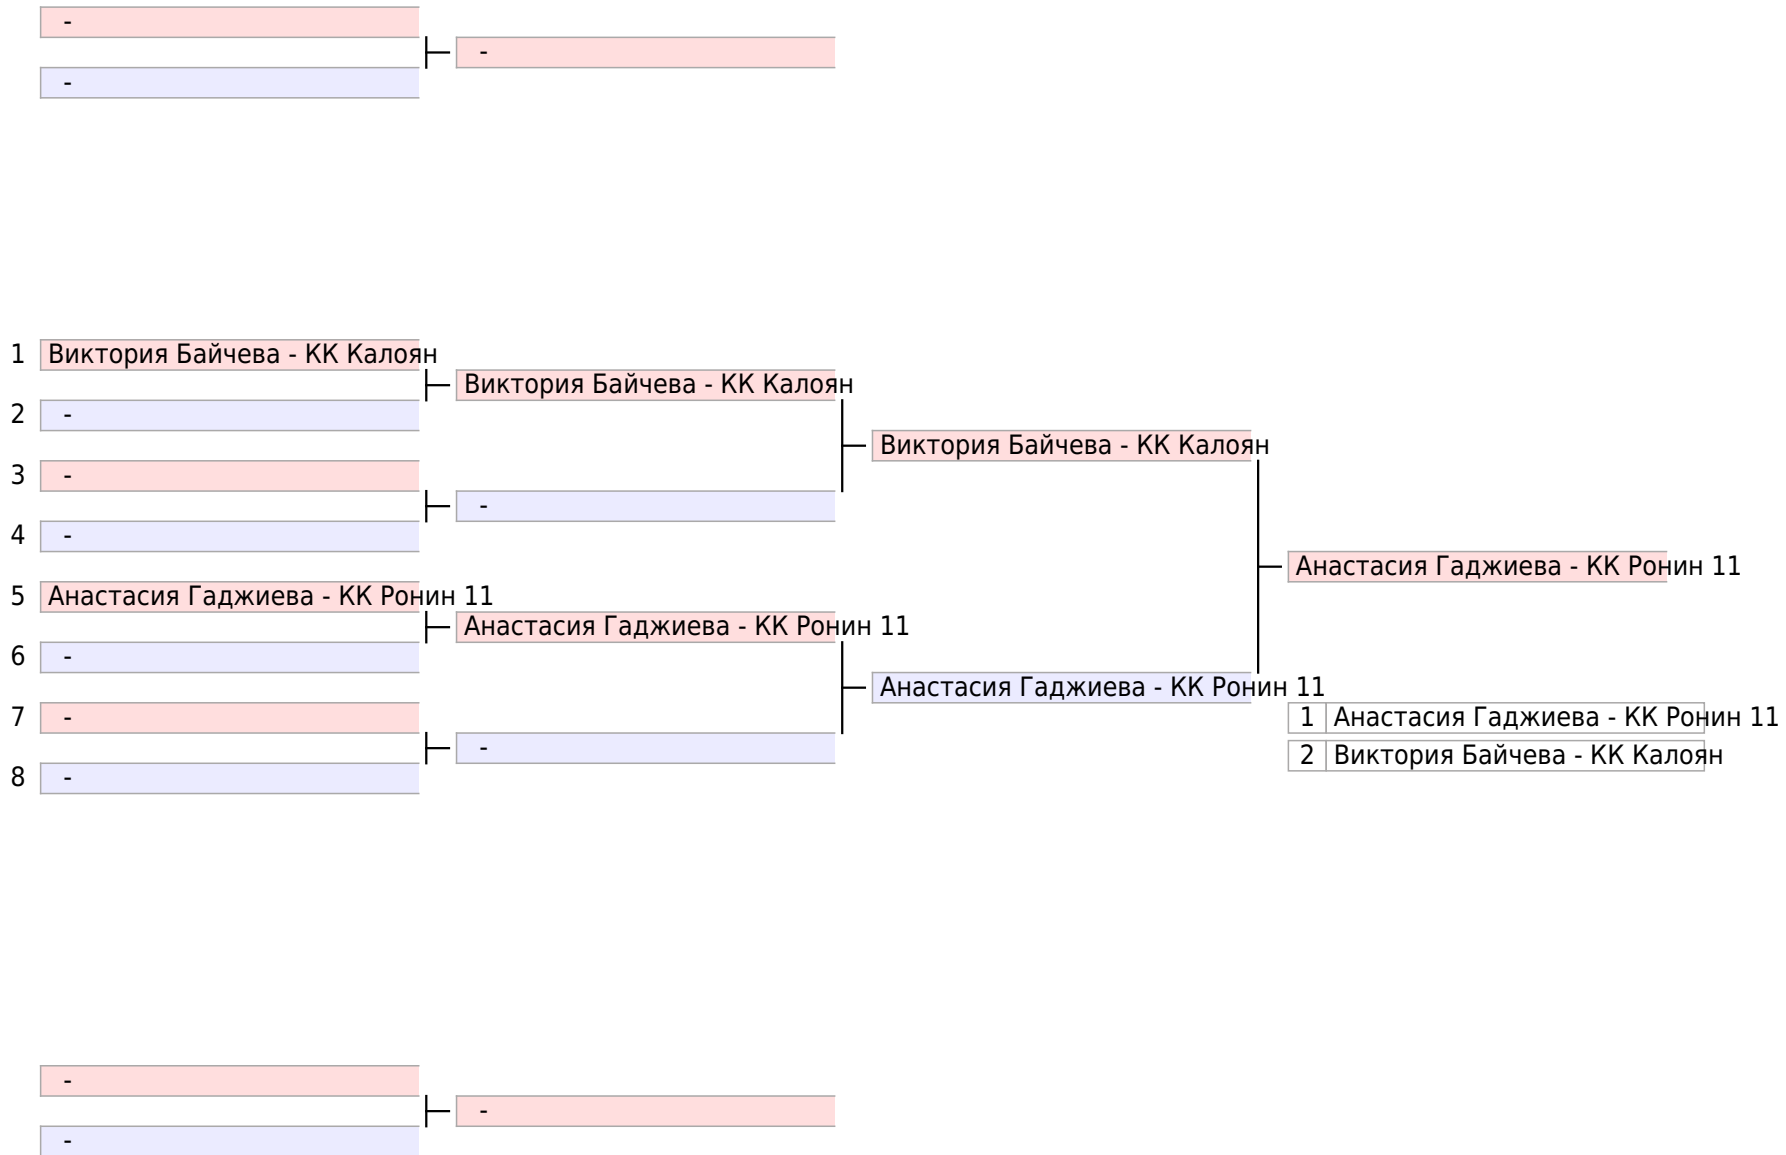 -
-
-
1 Виктория Байчева - КК Калоян
Виктория Байчева - КК Калоян
2 -
Виктория Байчева - КК Калоян
3 -
-
4 -
Анастасия Гаджиева - КК Ронин 11
5 Анастасия Гаджиева - КК Ронин 11
Анастасия Гаджиева - КК Ронин 11
6 -
Анастасия Гаджиева - КК Ронин 11
7 -
1 Анастасия Гаджиева - КК Ронин 11
-
2 Виктория Байчева - КК Калоян
8 -
-
-
-